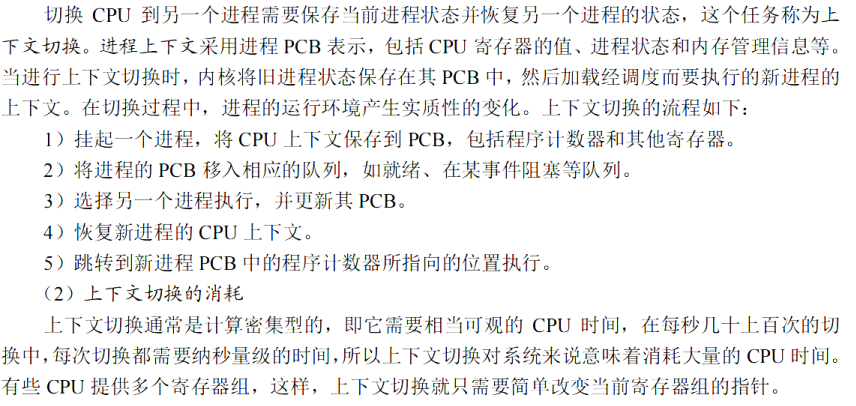 切换 CPU 到另一个进程需要保存当前进程状态并恢复另一个进程的状态，这个任务称为上
下文切换。进程上下文采用进程 PCB 表示，包括 CPU 寄存器的值、进程状态和内存管理信息等。
当进行上下文切换时，内核将旧进程状态保存在其 PCB 中，然后加载经调度而要执行的新进程的
上下文。在切换过程中，进程的运行环境产生实质性的变化。上下文切换的流程如下：
1）挂起一个进程，将 CPU 上下文保存到 PCB，包括程序计数器和其他寄存器。
2）将进程的 PCB 移入相应的队列，如就绪、在某事件阻塞等队列。
3）选择另一个进程执行，并更新其 PCB。
4）恢复新进程的 CPU 上下文。
5）跳转到新进程 PCB 中的程序计数器所指向的位置执行。
（2）上下文切换的消耗
上下文切换通常是计算密集型的，即它需要相当可观的 CPU 时间，在每秒几十上百次的切
换中，每次切换都需要纳秒量级的时间，所以上下文切换对系统来说意味着消耗大量的 CPU 时间。
有些 CPU 提供多个寄存器组，这样，上下文切换就只需要简单改变当前寄存器组的指针。